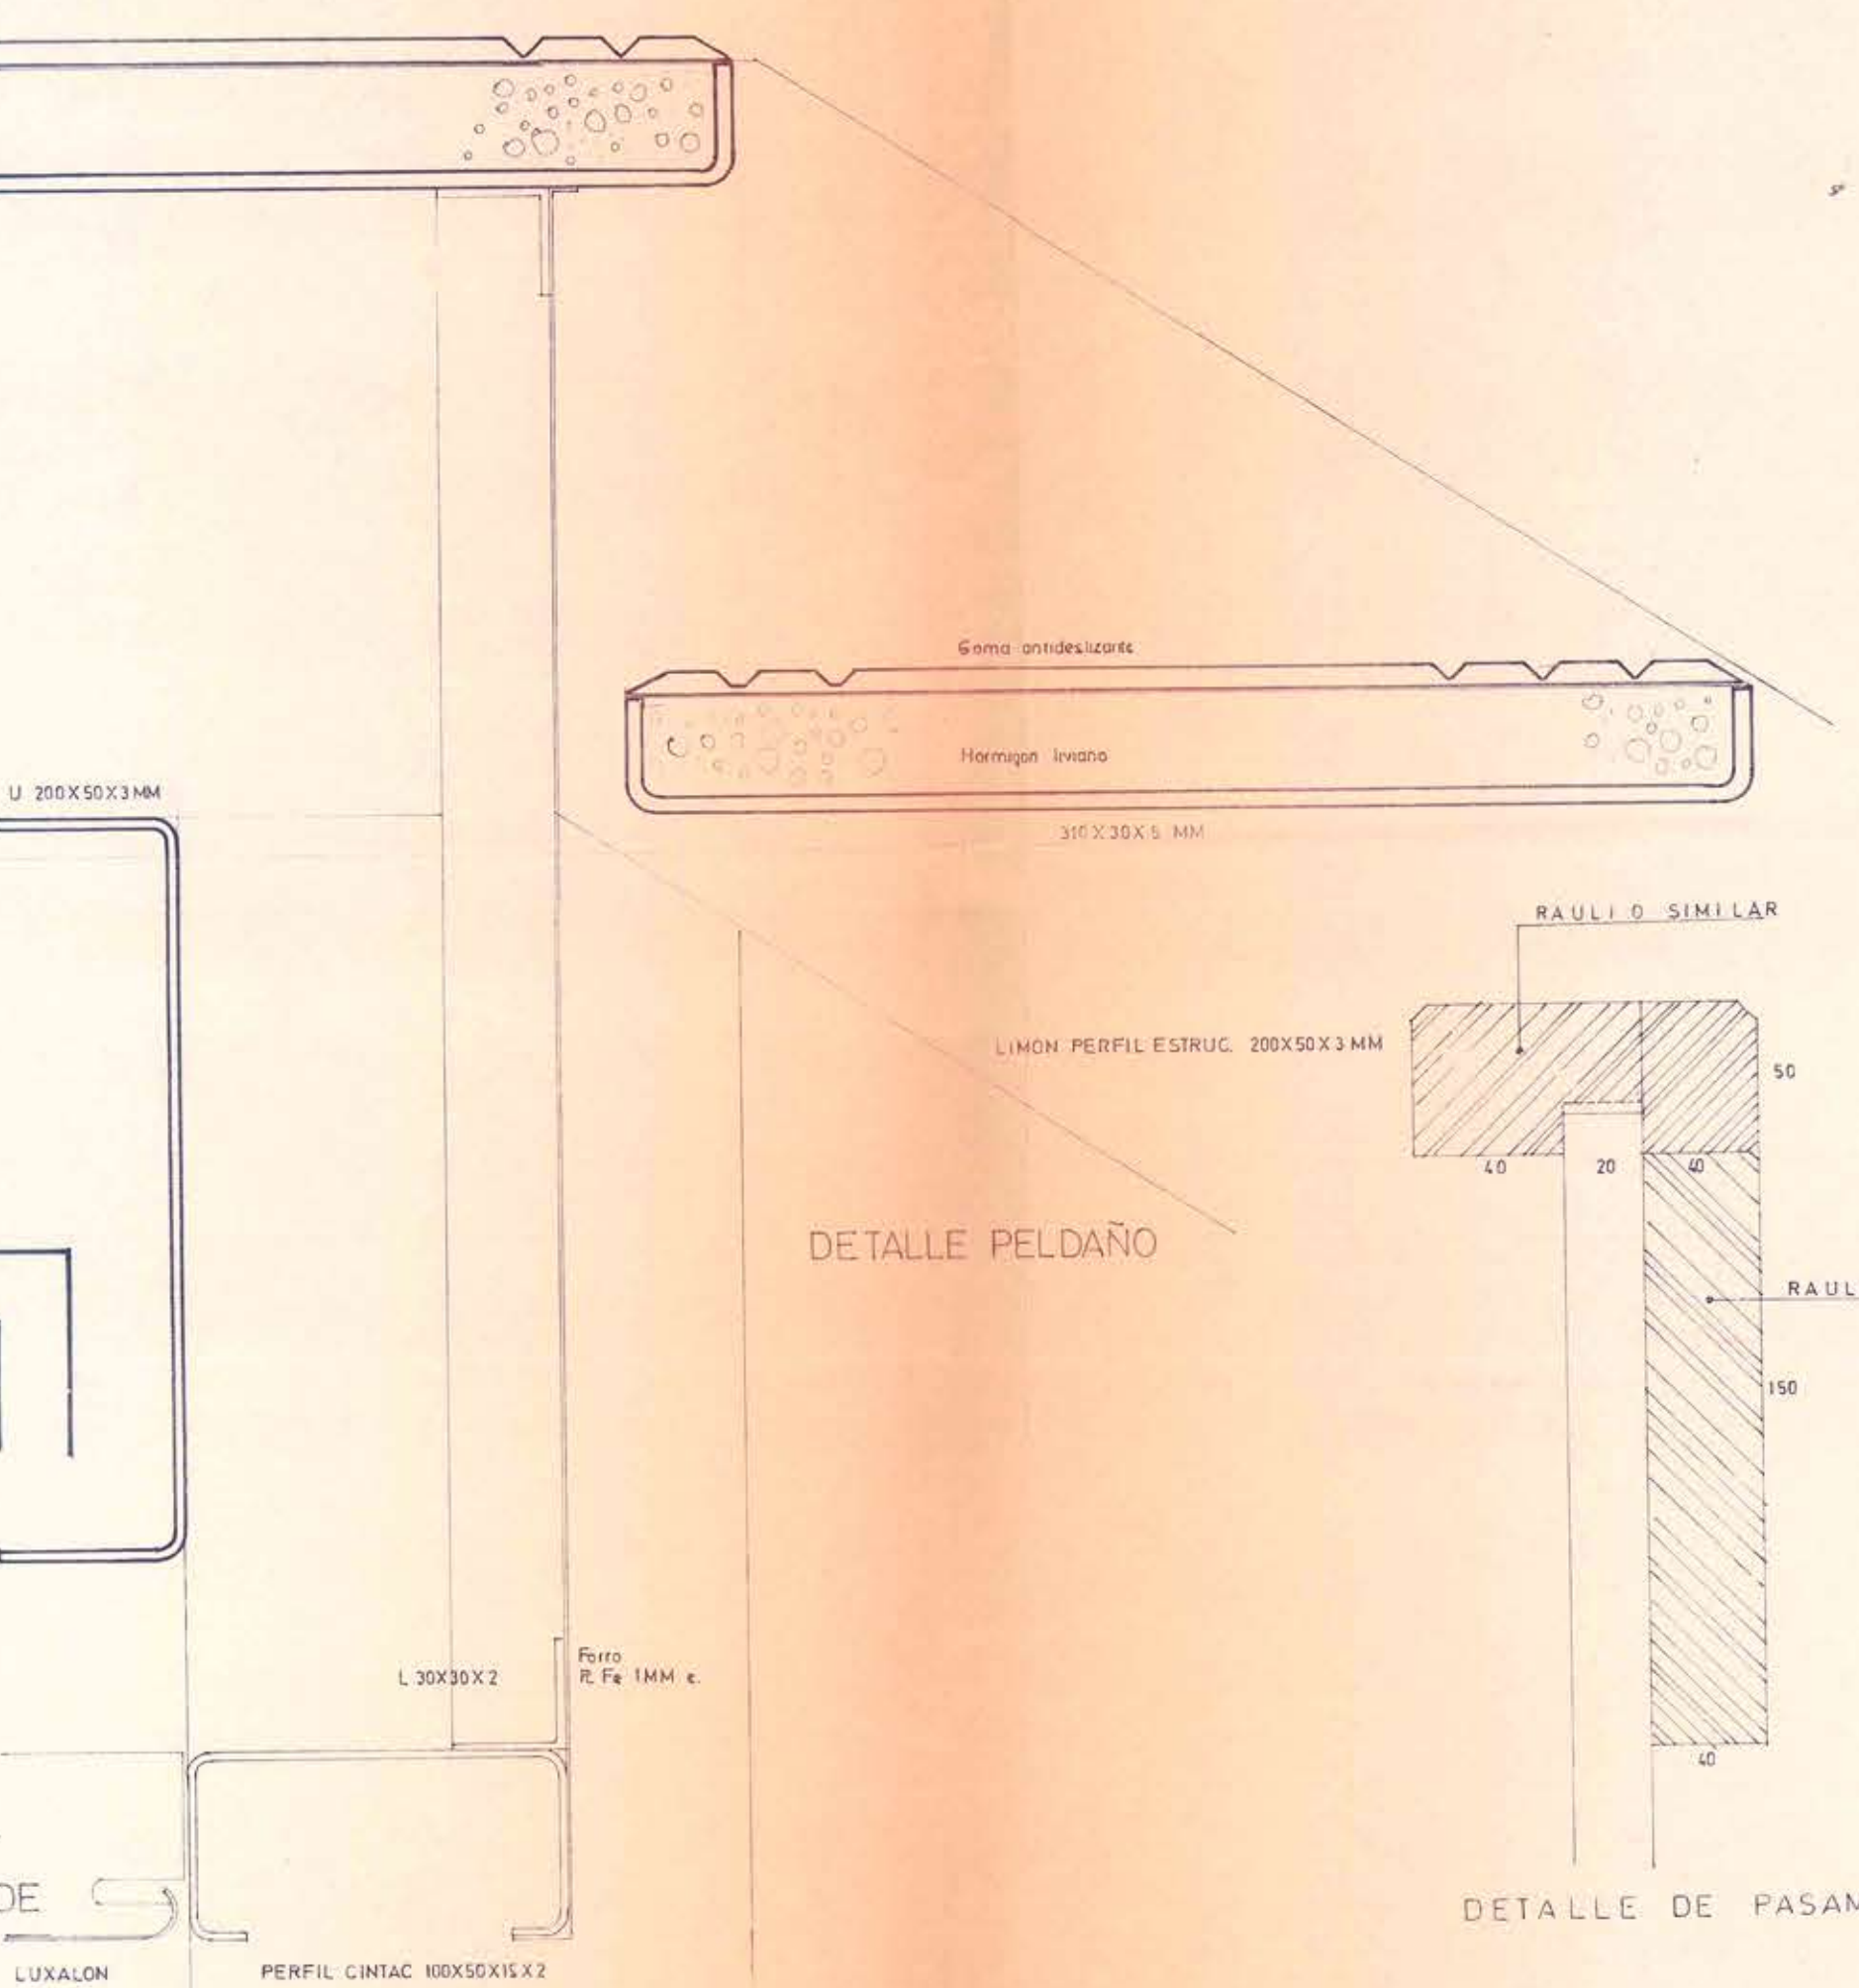 Goma antideslizante
Hormigon liviano
310X30X5 MM
U 200X50X3 MM
RAULI O SIMILAR
LIMON PERFIL ESTRUC. 200X50X3 MM
50
40
20
40
DETALLE PELDAÑO
RAUL
150
L 30X30X2
Forro
PL Fe 1MM e.
40
DE
DETALLE DE PASAM
LUXALON
PERFIL CINTAC 100X50X15X2